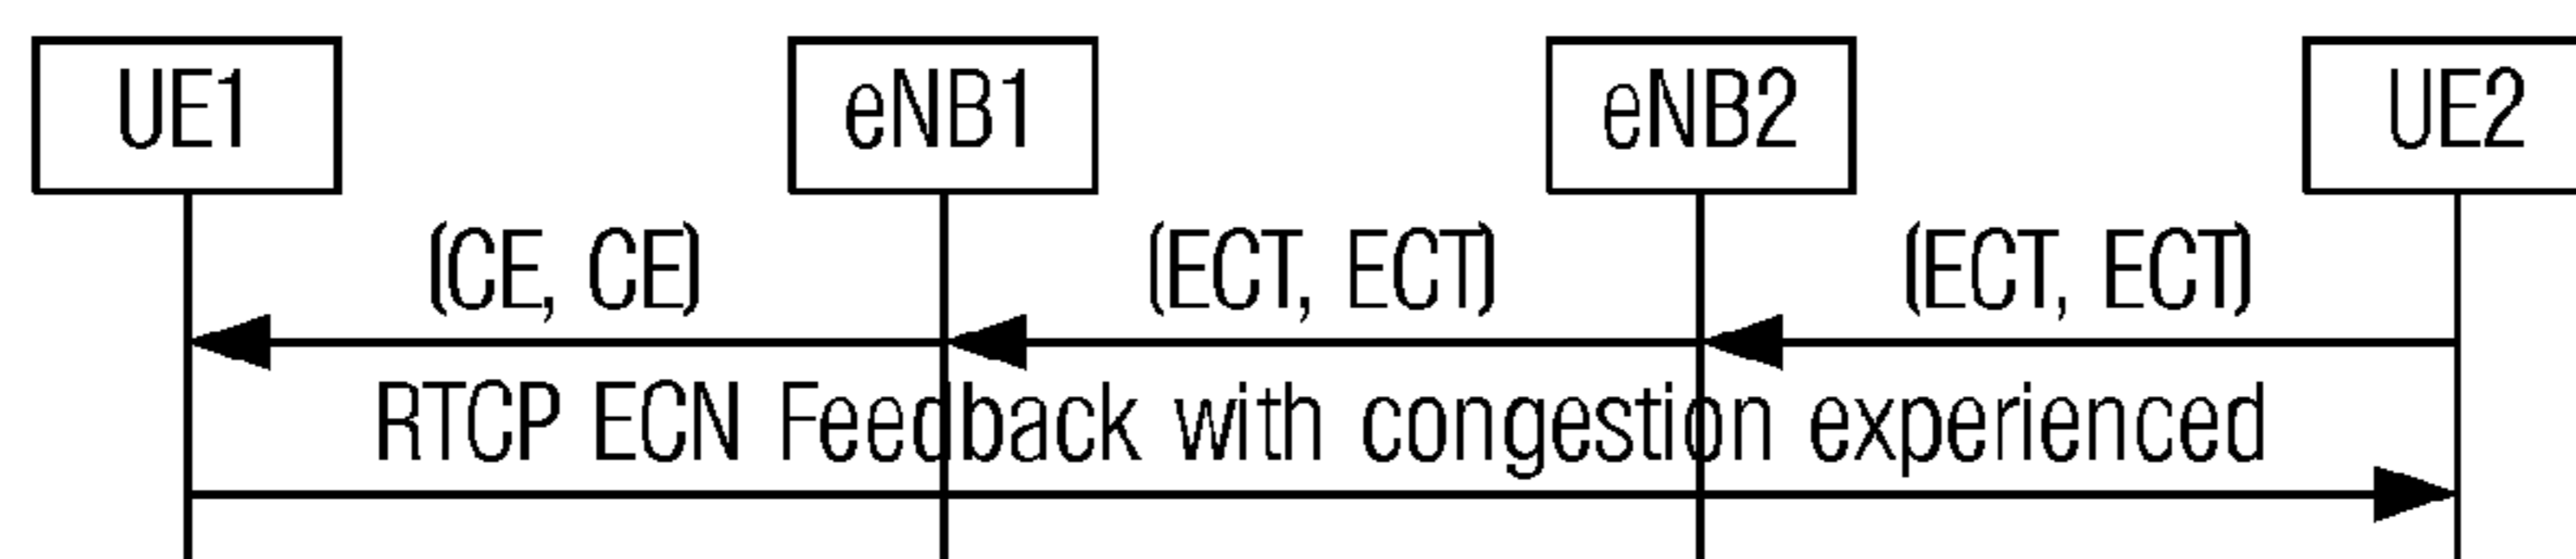 UE1 eNB1 eNB2 UE2
(CE, CE) (ECT, ECT) (ECT, ECT)
RTCP ECN Feedback with congestion experienced